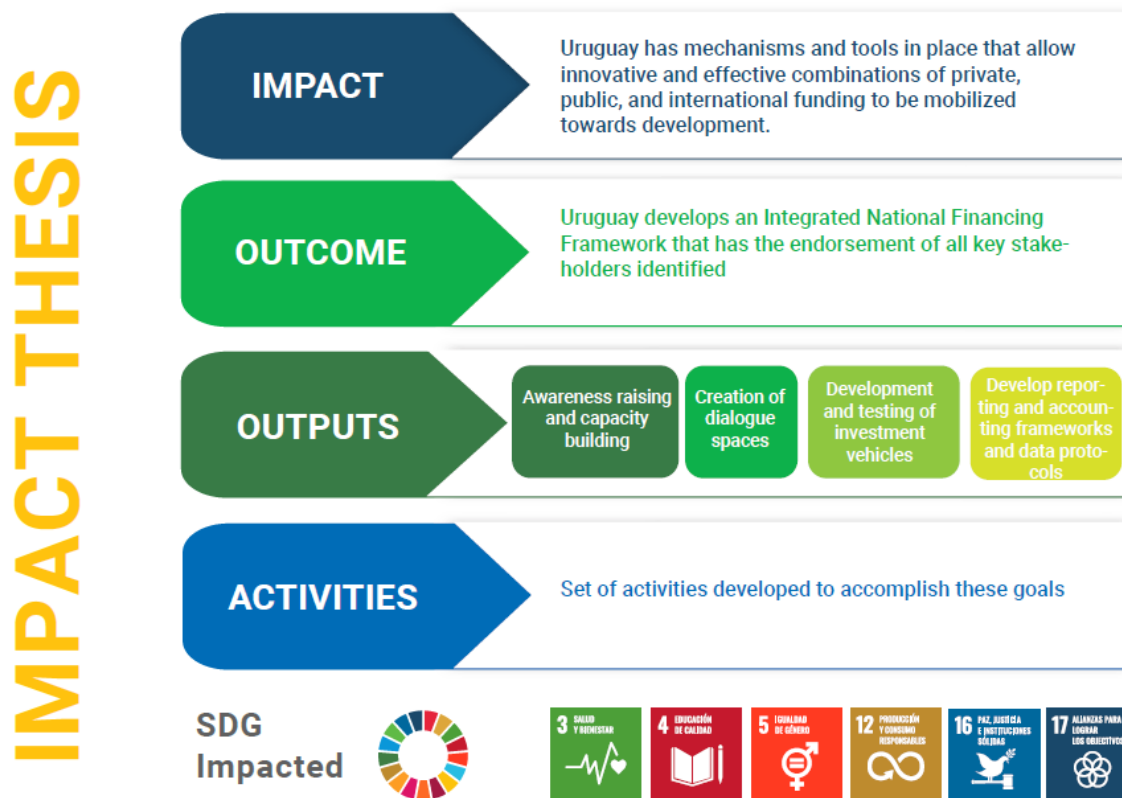 IMPACT THESIS
IMPACT
Uruguay has mechanisms and tools in place that allow
innovative and effective combinations of private,
public, and international funding to be mobilized
towards development.
OUTCOME
Uruguay develops an Integrated National Financing
Framework that has the endorsement of all key stake-
holders identified
OUTPUTS
Awareness raising
and capacity
building
Creation of
dialogue
spaces
Development
and testing of
investment
vehicles
Develop repor-
ting and accoun-
ting frameworks
and data proto-
cols
ACTIVITIES
Set of activities developed to accomplish these goals
SDG
Impacted
3 SALUD
Y BIENESTAR
4 EDUCACIÓN
DE CALIDAD
5 IGUALDAD
DE GÉNERO
12 PRODUCCIÓN
Y CONSUMO
RESPONSABLES
16 PAZ, JUSTICIA
E INSTITUCIONES
SÓLIDAS
17 ALIANZAS PARA
LOGRAR
LOS OBJETIVOS